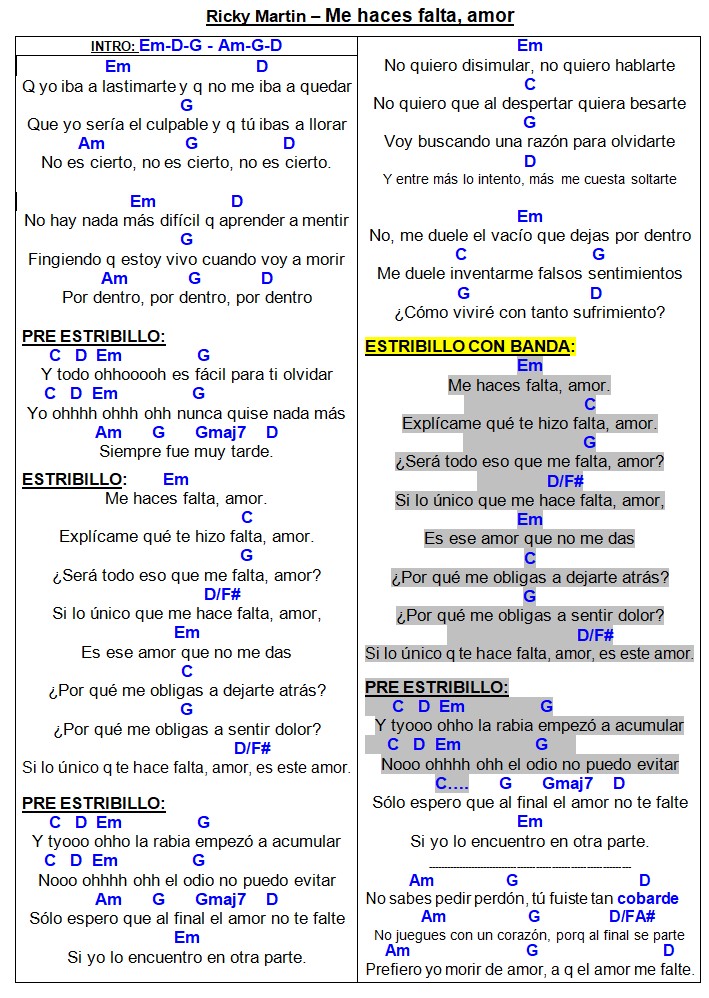 Ricky Martin – Me haces falta, amor
INTRO: Em-D-G - Am-G-D
Em D
Q yo iba a lastimarte y q no me iba a quedar
G
Que yo sería el culpable y q tú ibas a llorar
Am G D
No es cierto, no es cierto, no es cierto.
Em D
No hay nada más difícil q aprender a mentir
G
Fingiendo q estoy vivo cuando voy a morir
Am G D
Por dentro, por dentro, por dentro
PRE ESTRIBILLO:
C D Em G
Y todo ohhooooh es fácil para ti olvidar
C D Em G
Yo ohhhh ohhh ohh nunca quise nada más
Am G Gmaj7 D
Siempre fue muy tarde.
ESTRIBILLO: Em
Me haces falta, amor.
C
Explícame qué te hizo falta, amor.
G
¿Será todo eso que me falta, amor?
D/F#
Si lo único que me hace falta, amor,
Em
Es ese amor que no me das
C
¿Por qué me obligas a dejarte atrás?
G
¿Por qué me obligas a sentir dolor?
D/F#
Si lo único q te hace falta, amor, es este amor.
PRE ESTRIBILLO:
C D Em G
Y tyooo ohho la rabia empezó a acumular
C D Em G
Nooo ohhhh ohh el odio no puedo evitar
Am G Gmaj7 D
Sólo espero que al final el amor no te falte
Em
Si yo lo encuentro en otra parte.
Em
No quiero disimular, no quiero hablarte
C
No quiero que al despertar quiera besarte
G
Voy buscando una razón para olvidarte
D
Y entre más lo intento, más me cuesta soltarte
Em
No, me duele el vacío que dejas por dentro
C G
Me duele inventarme falsos sentimientos
G D
¿Cómo viviré con tanto sufrimiento?
ESTRIBILLO CON BANDA:
Em
Me haces falta, amor.
C
Explícame qué te hizo falta, amor.
G
¿Será todo eso que me falta, amor?
D/F#
Si lo único que me hace falta, amor,
Em
Es ese amor que no me das
C
¿Por qué me obligas a dejarte atrás?
G
¿Por qué me obligas a sentir dolor?
D/F#
Si lo único q te hace falta, amor, es este amor.
PRE ESTRIBILLO:
C D Em G
Y tyooo ohho la rabia empezó a acumular
C D Em G
Nooo ohhhh ohh el odio no puedo evitar
C.... G Gmaj7 D
Sólo espero que al final el amor no te falte
Em
Si yo lo encuentro en otra parte.
Am G D
No sabes pedir perdón, tú fuiste tan cobarde
Am G D/FA#
No juegues con un corazón, porq al final se parte
Am G D
Prefiero yo morir de amor, a q el amor me falte.